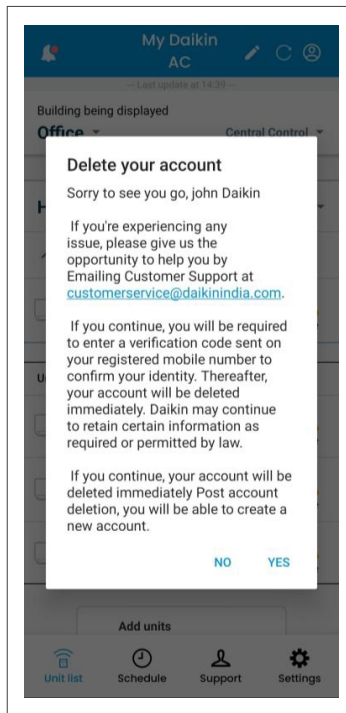 My Daikin
AC
--- Last update at 14:39 ---
Building being displayed
Office
Central Control
Delete your account
Sorry to see you go, john Daikin
If you're experiencing any
issue, please give us the
opportunity to help you by
Emailing Customer Support at
customerservice@daikinindia.com.
If you continue, you will be required
to enter a verification code sent on
your registered mobile number to
confirm your identity. Thereafter,
your account will be deleted
immediately. Daikin may continue
to retain certain information as
required or permitted by law.
If you continue, your account will be
deleted immediately Post account
deletion, you will be able to create a
new account.
NO YES
Add units
Unit list Schedule Support Settings